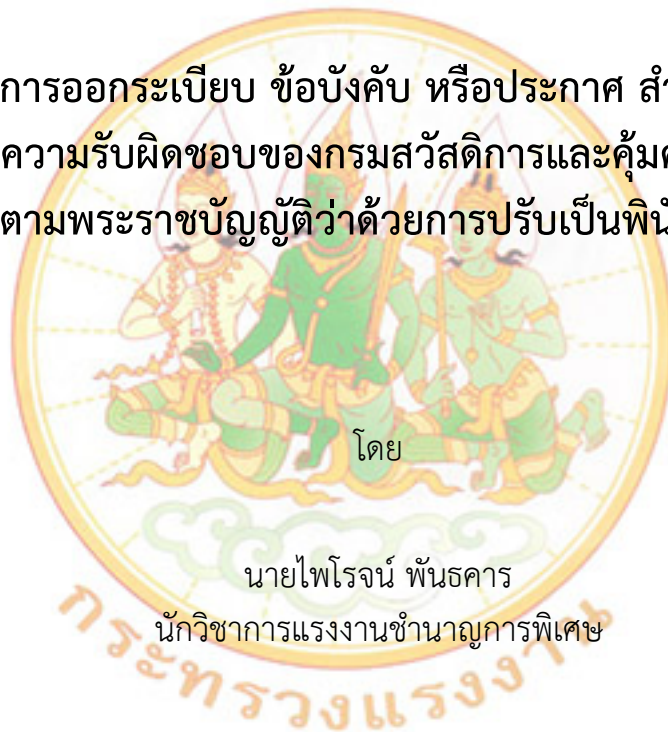 การออกระเบียบ ข้อบังคับ หรือประกาศ
ความรับผิดชอบของกรมสวัสดิการและ
ตามพระราชบัญญัติว่าด้วยการปรับเป็น
โดย
นายไพโรจน์ พันธคาร
นักวิชาการแรงงานชำนาญการพิเศษ
กระทรวงแรงงาน